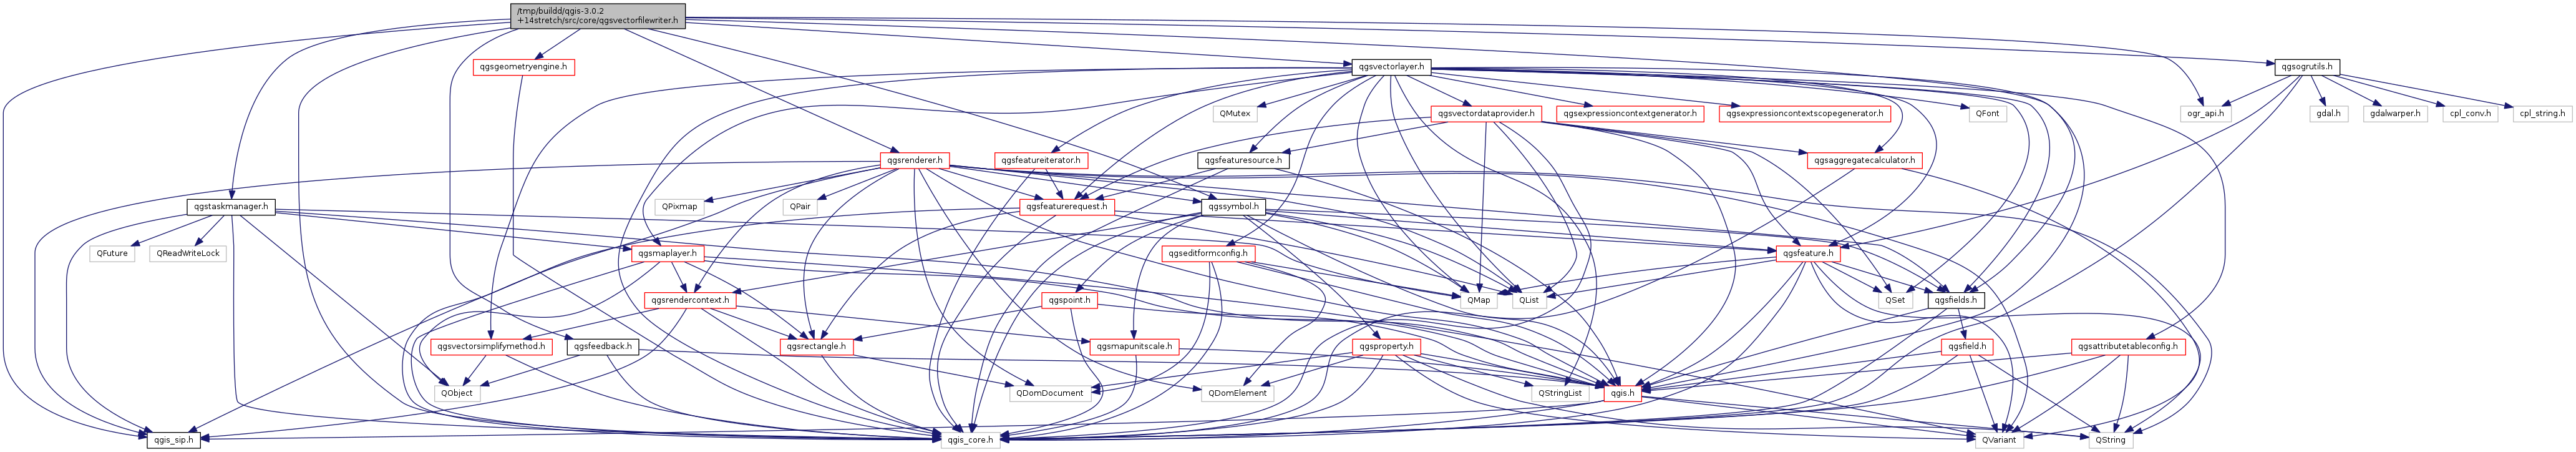 /tmp/buildd/qgis-3.0.2
+14stretch/src/core/qgsvectorfilewriter.h
qgsgeometryengine.h
qgsvectorlayer.h
qgsogrutils.h
QMutex
qgsvectordataprovider.h
qgsexpressioncontextgenerator.h
qgsexpressioncontextscopegenerator.h
QFont
ogr_api.h
gdal.h
gdalwarper.h
cpl_conv.h
cpl_string.h
qgsrenderer.h
qgsfeatureiterator.h
qgsfeaturesource.h
qgsaggregatecalculator.h
qgstaskmanager.h
QPixmap
QPair
qgsfeaturerequest.h
qgssymbol.h
QFuture
QReadWriteLock
qgsmaplayer.h
qgseditformconfig.h
qgsfeature.h
qgsrendercontext.h
qgspoint.h
QMap
QList
QSet
qgsfields.h
qgsvectorsimplifymethod.h
qgsfeedback.h
qgsrectangle.h
qgsmapunitscale.h
qgsproperty.h
qgsfield.h
qgsattributetableconfig.h
QObject
QDomDocument
QDomElement
QStringList
qgis.h
qgis_sip.h
qgis_core.h
QVariant
QString